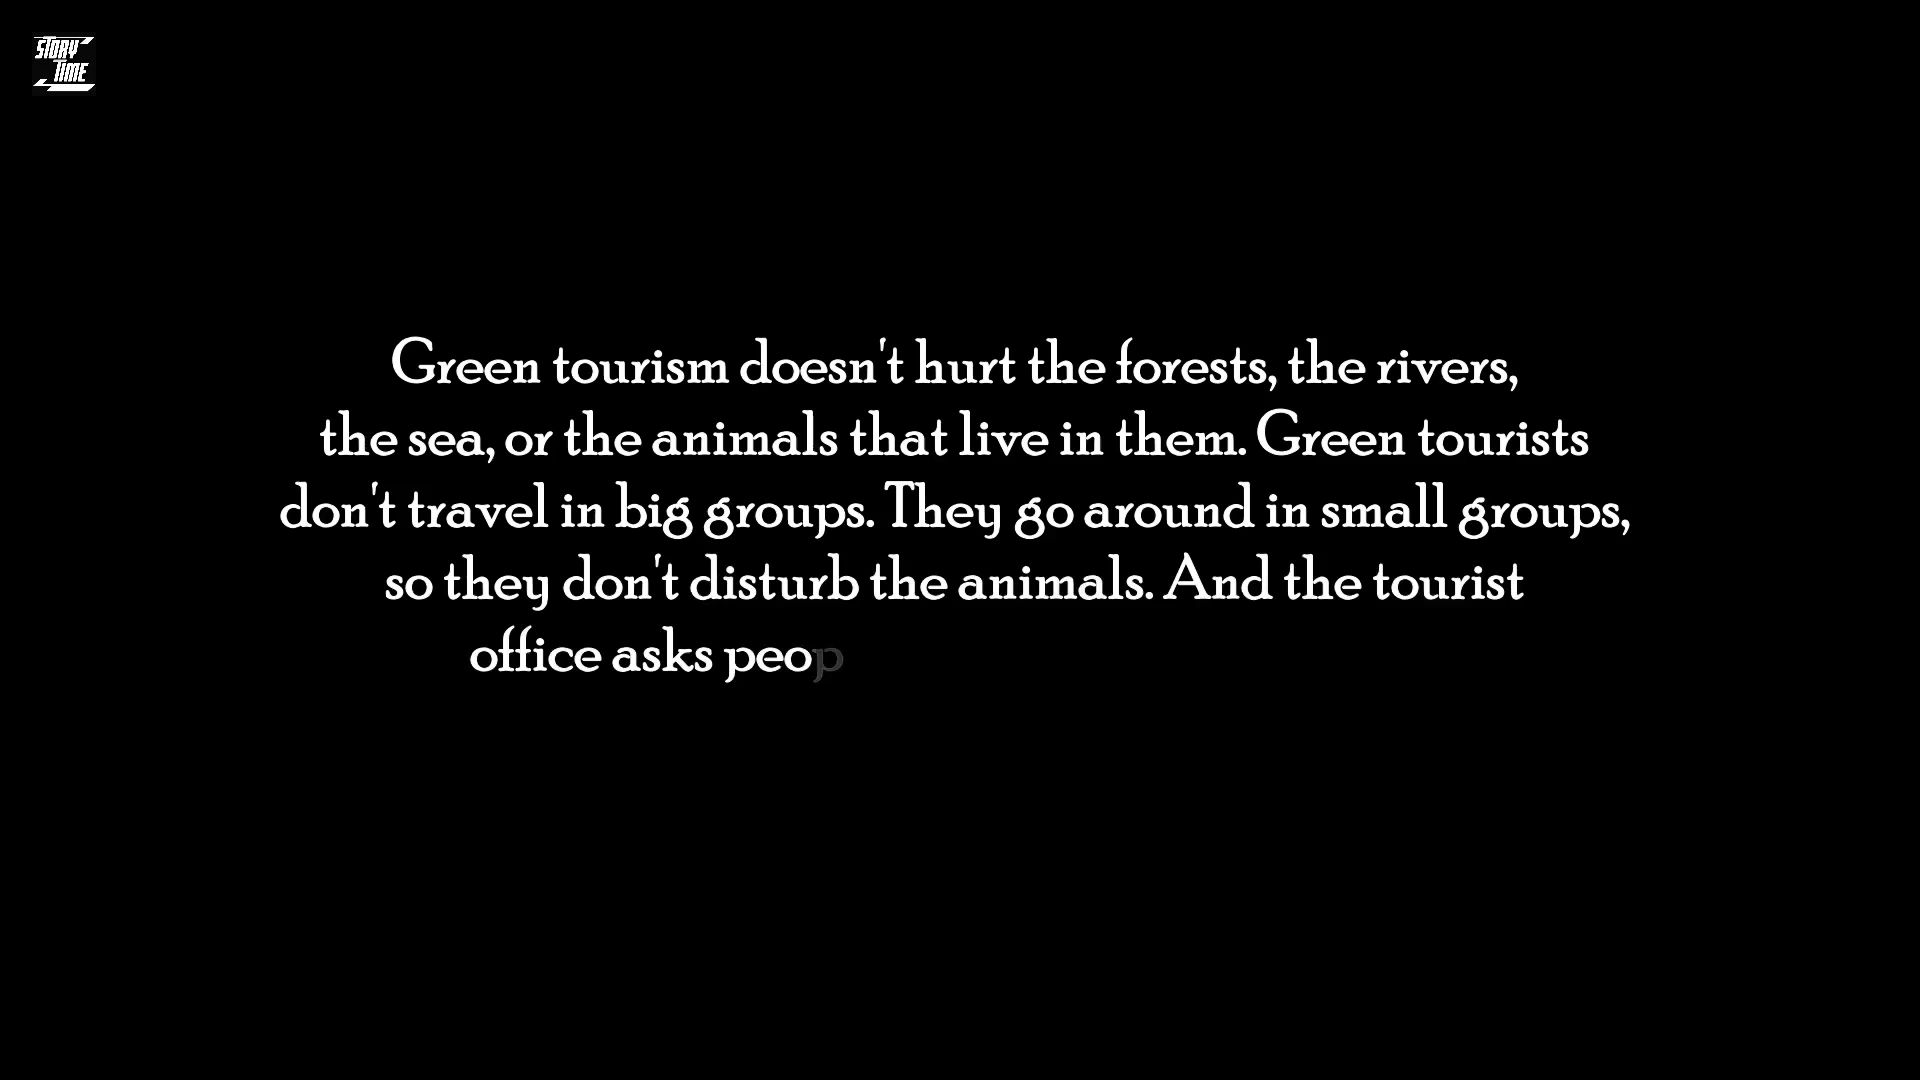 STORY
TIME
Green tourism doesn't hurt the forests, the rivers,
the sea, or the animals that live in them. Green tourists
don't travel in big groups. They go around in small groups,
so they don't disturb the animals. And the tourist
office asks peop